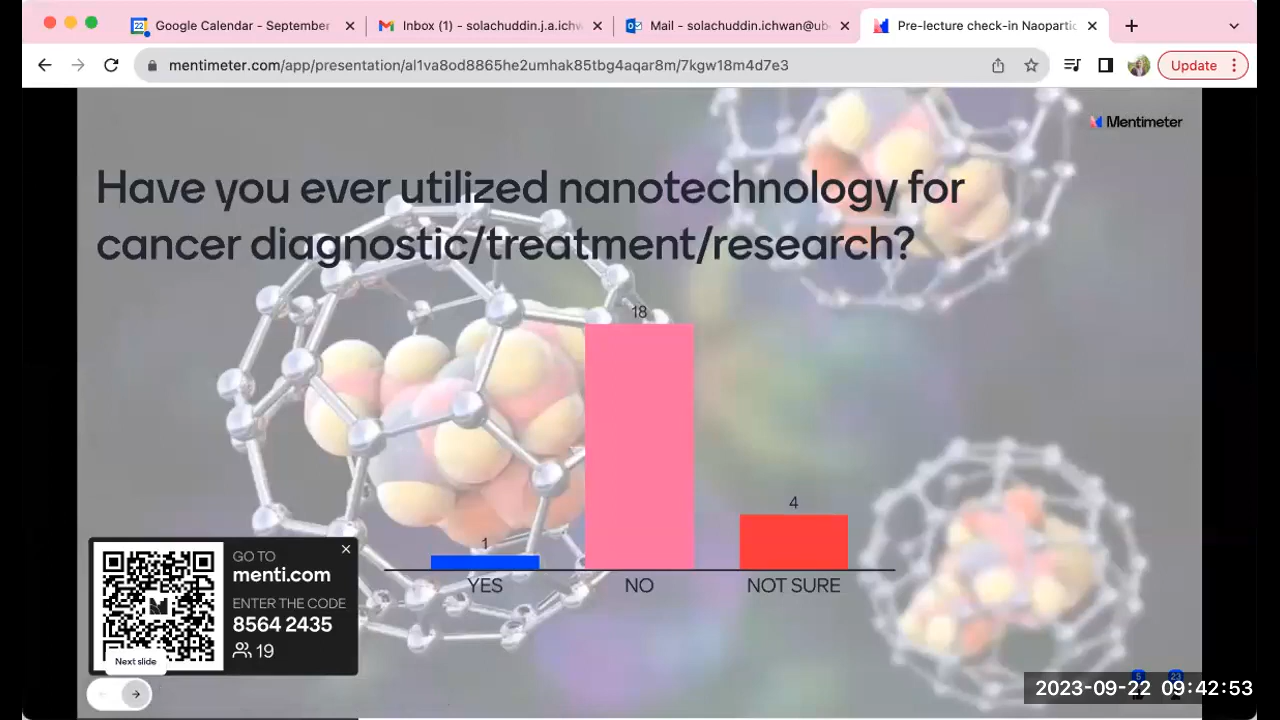 Google Calendar - September
Inbox (1) - solachuddin.j.a.ichw
Mail - solachuddin.ichwan@ub
Pre-lecture check-in Naopartic
mentimeter.com/app/presentation/al1va8od8865he2umhak85tbg4aqar8m/7kgw18m4d7e3
Update
Mentimeter
Have you ever utilized nanotechnology for
cancer diagnostic/treatment/research?
18
4
1
YES
NO
NOT SURE
GO TO
menti.com
ENTER THE CODE
8564 2435
19
Next slide
5
23
2023-09-22 09:42:53